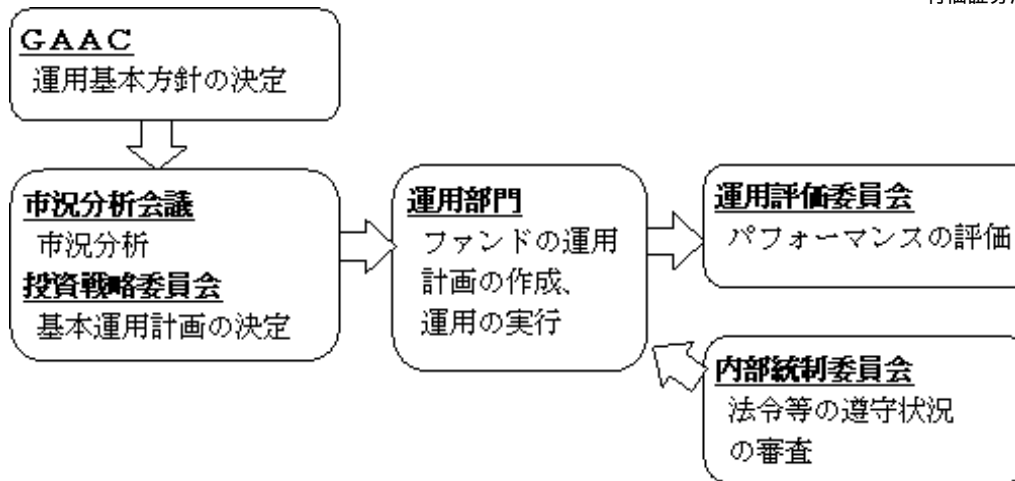 GAAC
運用基本方針の決定
市況分析会議
市況分析
投資戦略委員会
基本運用計画の決定
運用部門
ファンドの運用
計画の作成、
運用の実行
運用評価委員会
パフォーマンスの評価
内部統制委員会
法令等の遵守状況
の審査